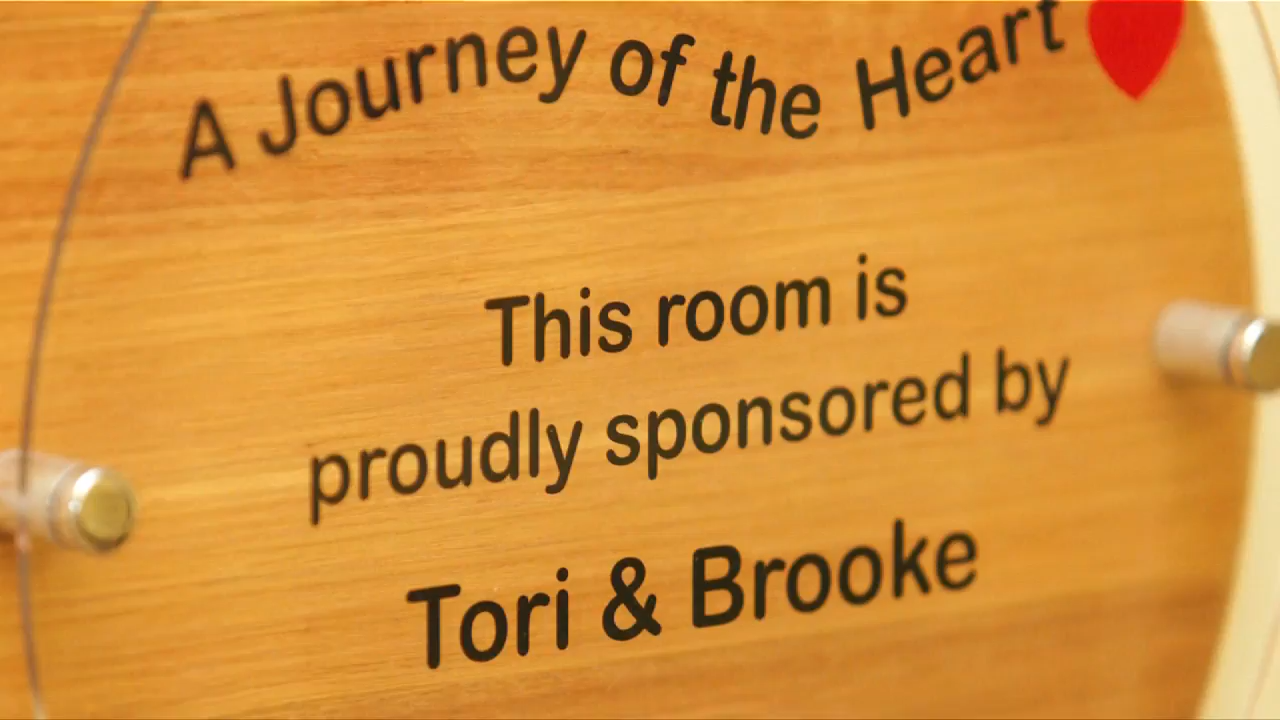 A Journey of the Heart
This room is
proudly sponsored by
Tori & Brooke